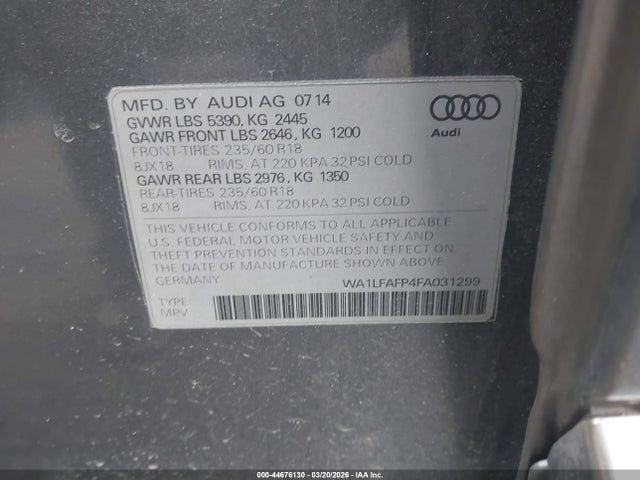 MFD. BY AUDI AG 07 14
GVWR LBS 5390, KG 2445
GAWR FRONT LBS 2646, KG 1200
FRONT-TIRES 235/60 R18
8JX18 RIMS, AT 220 KPA 32 PSI COLD
GAWR REAR LBS 2976, KG 1350
REAR-TIRES 235/60 R18
8JX18 RIMS, AT 220 KPA 32 PSI COLD
Audi
THIS VEHICLE CONFORMS TO ALL APPLICABLE
U.S. FEDERAL MOTOR VEHICLE SAFETY AND
THEFT PREVENTION STANDARDS IN EFFECT ON
THE DATE OF MANUFACTURE SHOWN ABOVE
GERMANY
WA1LFAFP4FA031299
TYPE
MPV
000-44676130 - 03/20/2026 - IAA Inc.